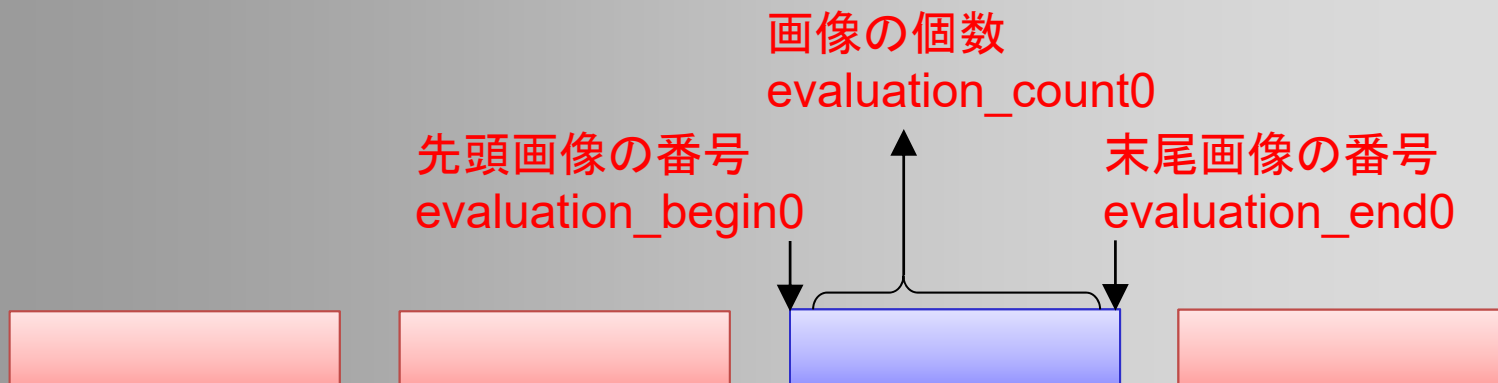 画像の個数
evaluation_count0
先頭画像の番号
evaluation_begin0
末尾画像の番号
evaluation_end0